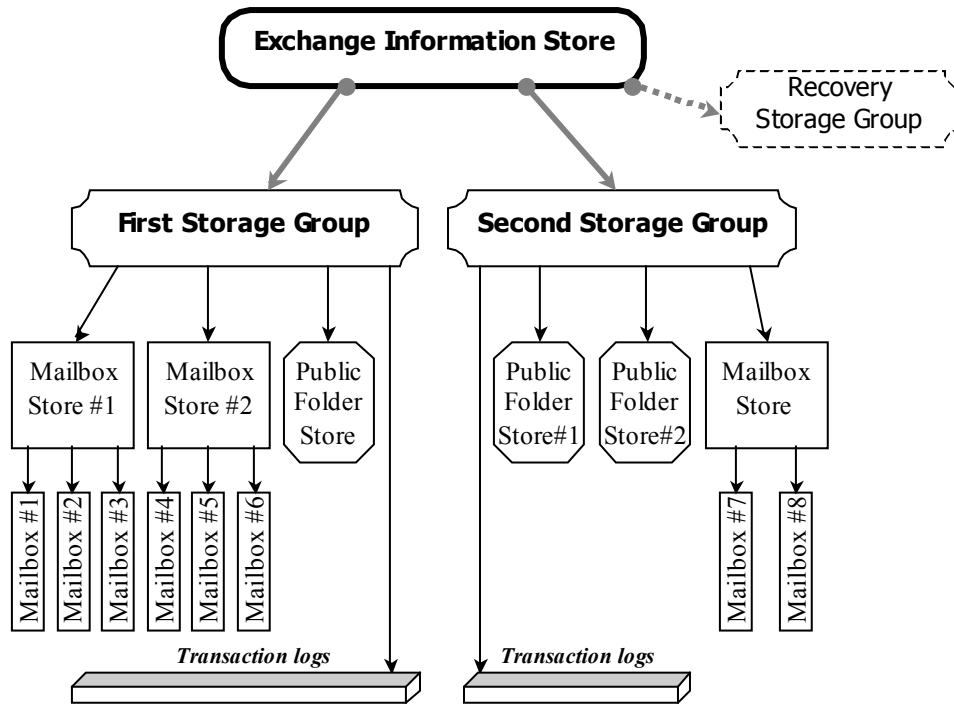 Exchange Information Store
Recovery
Storage Group
First Storage Group
Second Storage Group
Mailbox
Store #1
Mailbox
Store #2
Public
Folder
Store
Public
Folder
Store#1
Public
Folder
Store#2
Mailbox
Store
Mailbox #1
Mailbox #2
Mailbox #3
Mailbox #4
Mailbox #5
Mailbox #6
Mailbox #7
Mailbox #8
Transaction logs
Transaction logs